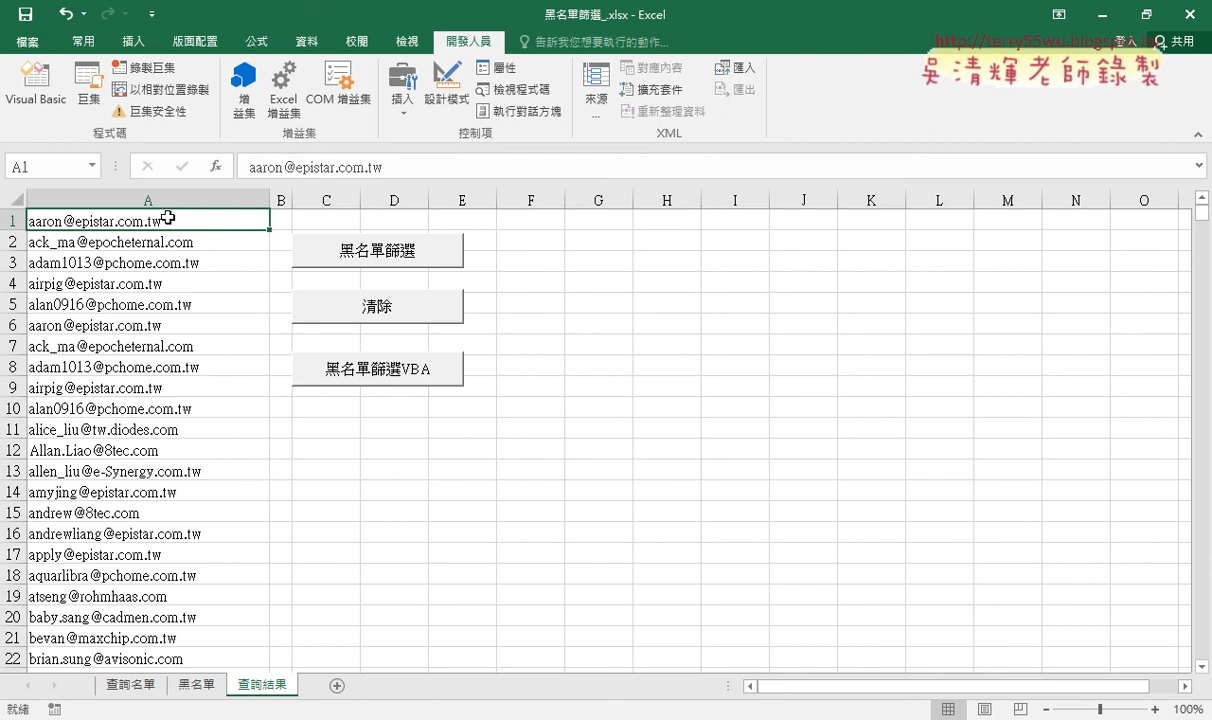 黑名單篩選_.xlsx - Excel
檔案 常用 插入 版面配置 公式 資料 校閱 檢視 開發人員 告訴我您想要執行的動作... 登入 共用
http://terry55wu.blogspot.tw
吳清輝老師錄製
Visual Basic 巨集 錄製巨集 以相對位置錄製 巨集安全性 程式碼
增益集 Excel 增益集 COM 增益集 增益集
插入 設計模式 屬性 檢視程式碼 執行對話方塊 控制項
來源... 對應內容 擴充套件 重新整理資料 匯入 匯出 XML
A1 fx aaron@epistar.com.tw
A B C D E F G H I J K L M N O
1 aaron@epistar.com.tw
2 ack_ma@epocheternal.com
3 adam1013@pchome.com.tw
4 airpig@epistar.com.tw
5 alan0916@pchome.com.tw
6 aaron@epistar.com.tw
7 ack_ma@epocheternal.com
8 adam1013@pchome.com.tw
9 airpig@epistar.com.tw
10 alan0916@pchome.com.tw
11 alice_liu@tw.diodes.com
12 Allan.Liao@8tec.com
13 allen_liu@e-Synergy.com.tw
14 amyjing@epistar.com.tw
15 andrew@8tec.com
16 andrewliang@epistar.com.tw
17 apply@epistar.com.tw
18 aquarlibra@pchome.com.tw
19 atseng@rohmhaas.com
20 baby.sang@cadmen.com.tw
21 bevan@maxchip.com.tw
22 brian.sung@avisonic.com
黑名單篩選
清除
黑名單篩選VBA
查詢名單 黑名單 查詢結果
就緒 100%